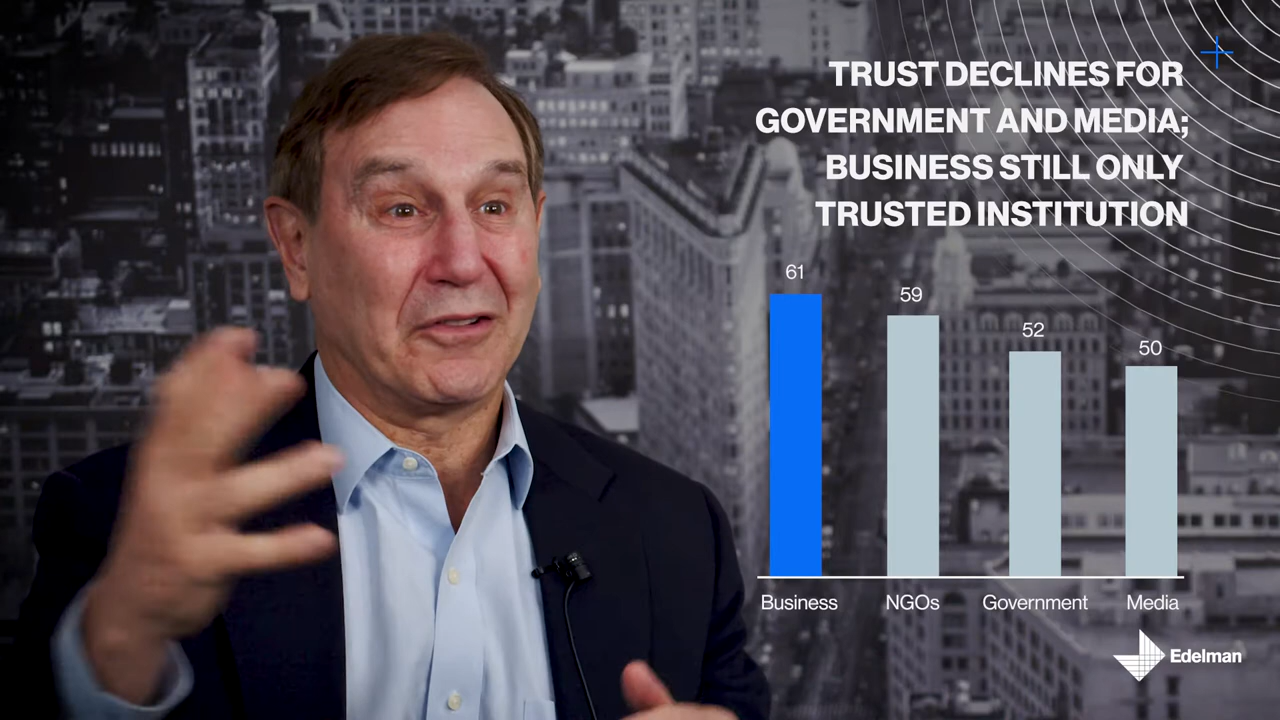 TRUST DECLINES FOR
GOVERNMENT AND MEDIA;
BUSINESS STILL ONLY
TRUSTED INSTITUTION
61
59
52
50
Business
NGOs
Government
Media
Edelman